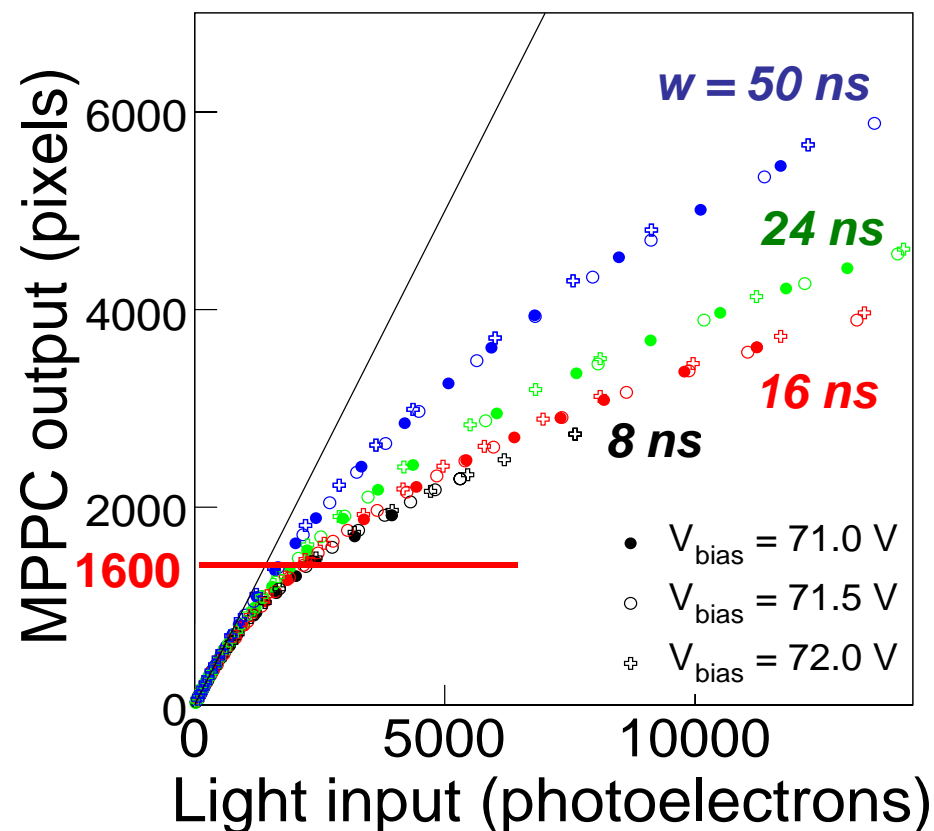 MPPC output (pixels)
6000
4000
2000
1600
0
w = 50 ns
24 ns
16 ns
8 ns
V_bias = 71.0 V
V_bias = 71.5 V
V_bias = 72.0 V
0 5000 10000
Light input (photoelectrons)